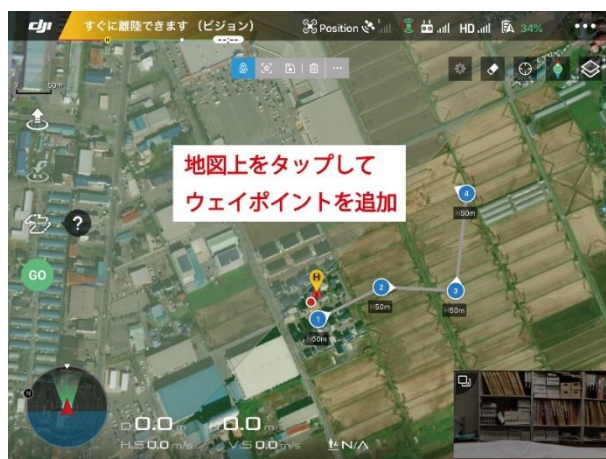 dji
すぐに離陸できます (ビジョン)
Position
HD
34%
H
50m
地図上をタップして
ウェイポイントを追加
?
GO
4
H50m
H
2
H50m
3
H50m
1
H50m
N
D 0.0 m H 0.0 m
H.S 0.0 m/s V.S 0.0 m/s N/A